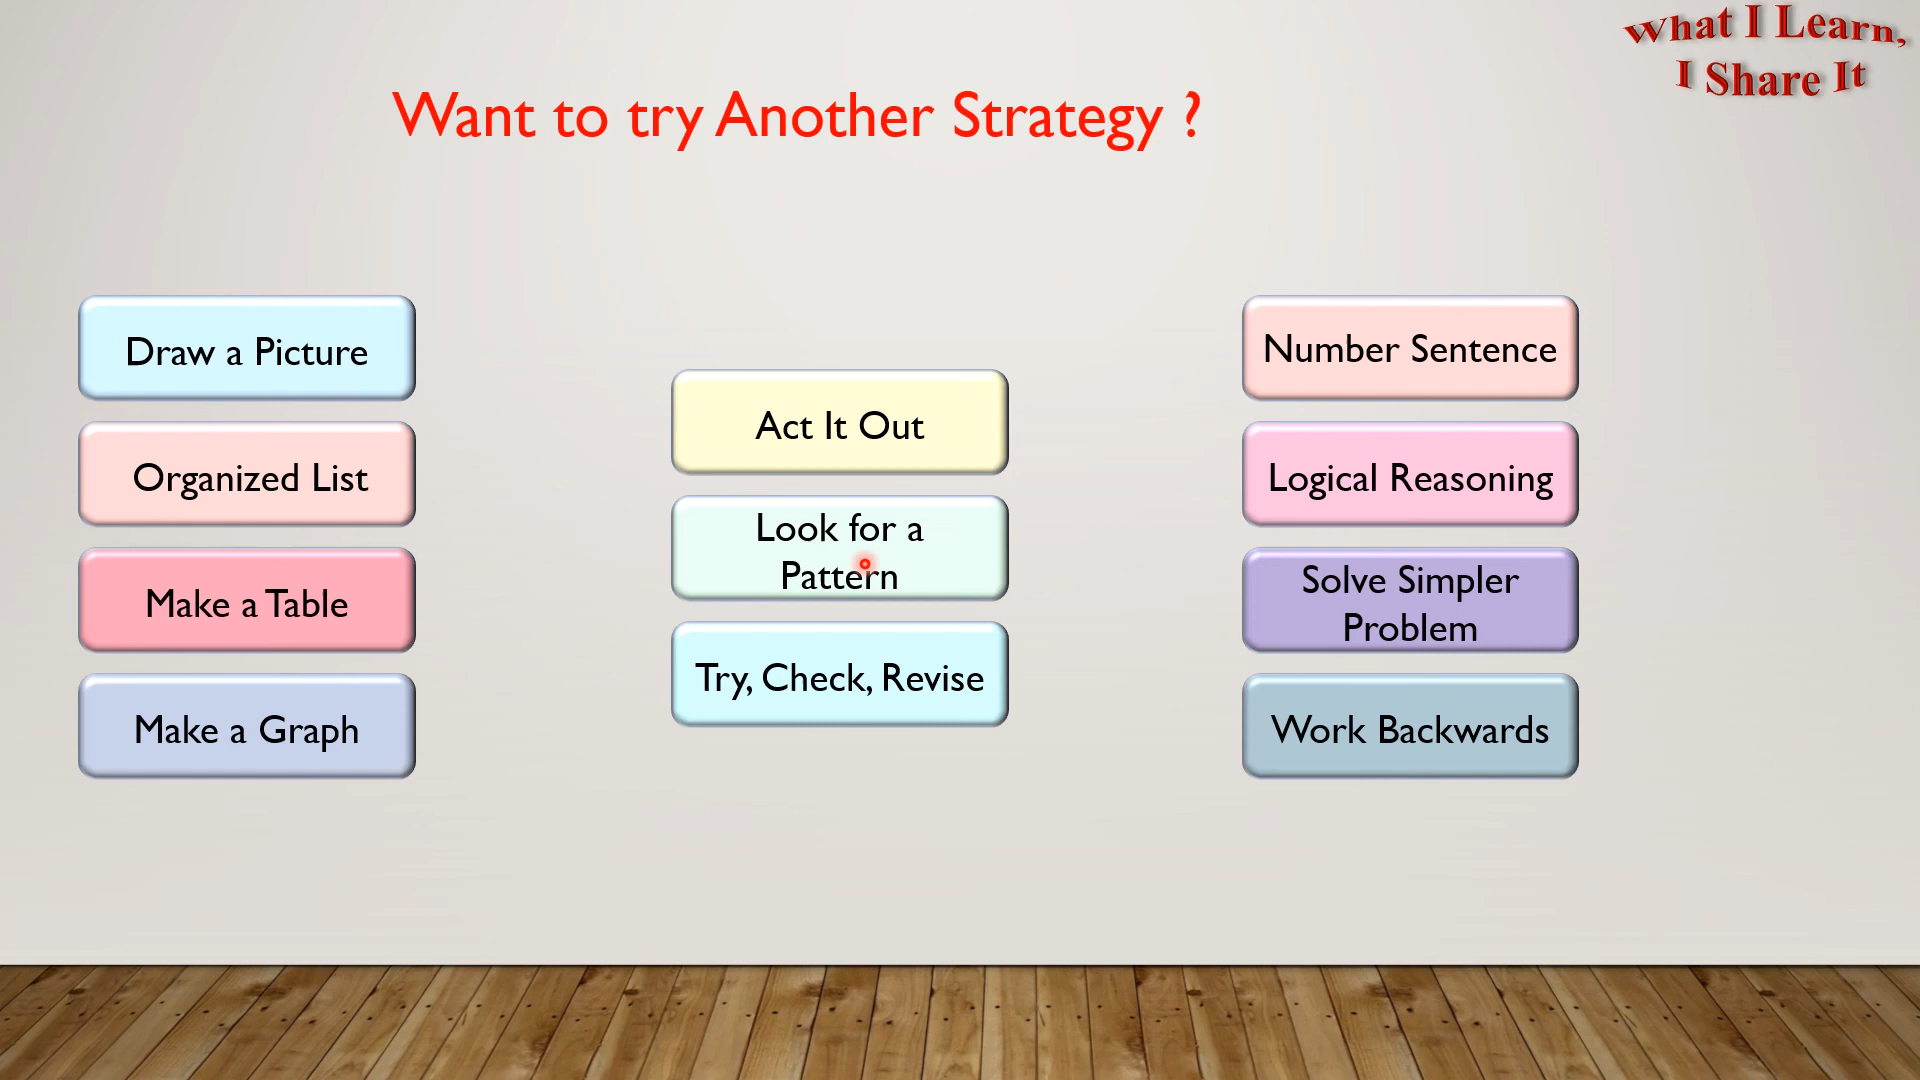 What I Learn,
I Share It
Want to try Another Strategy ?
Draw a Picture
Organized List
Make a Table
Make a Graph
Act It Out
Look for a
Pattern
Try, Check, Revise
Number Sentence
Logical Reasoning
Solve Simpler
Problem
Work Backwards